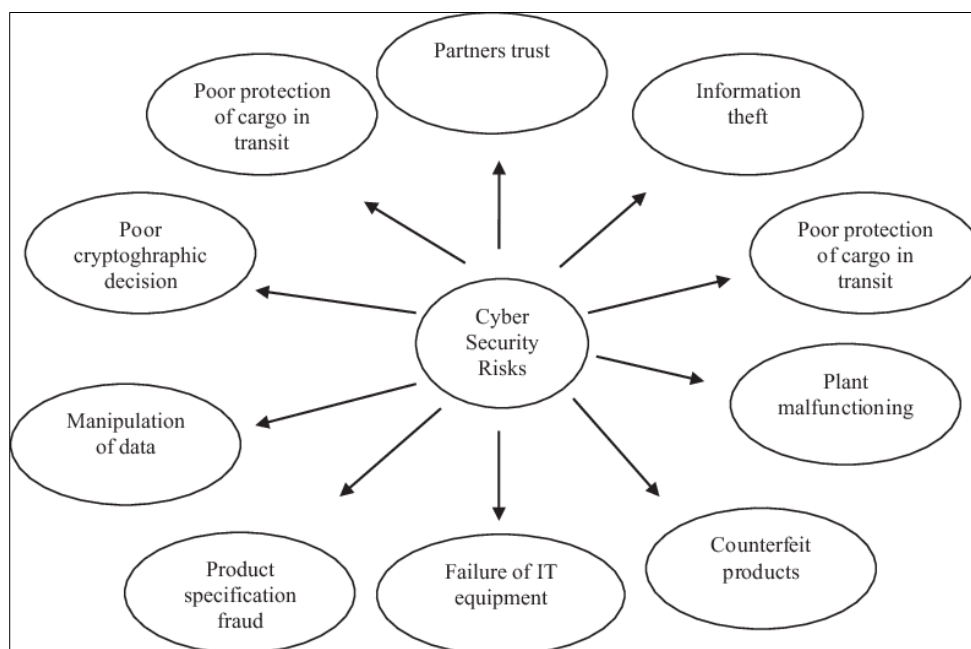 Partners trust
Information
theft
Poor protection
of cargo in
transit
Plant
malfunctioning
Counterfeit
products
Failure of IT
equipment
Product
specification
fraud
Manipulation
of data
Poor
cryptoghraphic
decision
Poor protection
of cargo in
transit
Cyber
Security
Risks